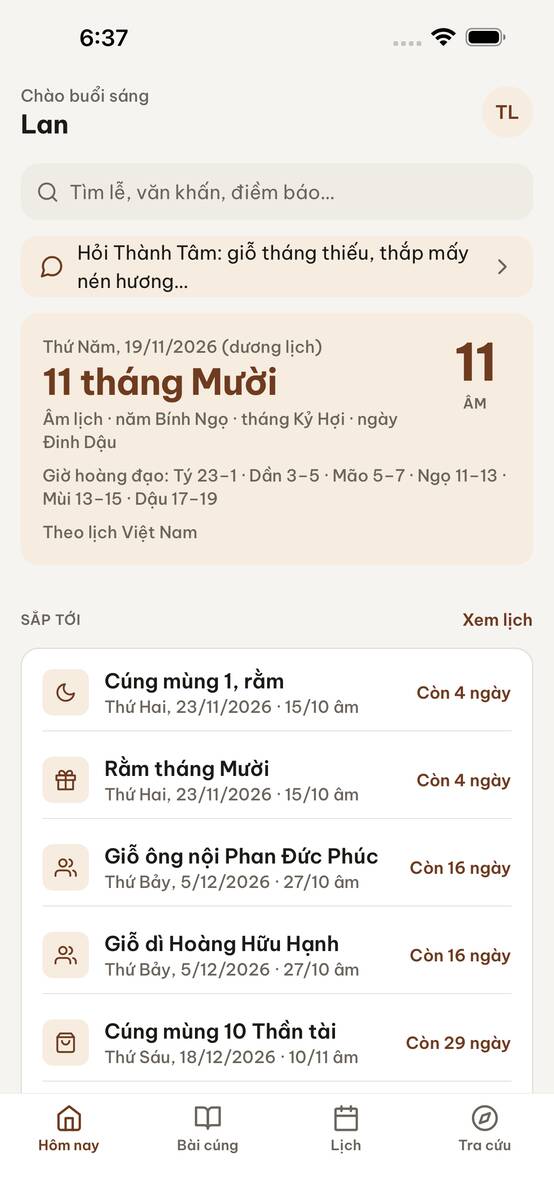 6:37
Chào buổi sáng
Lan
TL
Tìm lễ, văn khấn, điềm báo...
Hỏi Thành Tâm: giỗ tháng thiếu, thắp mấy
nén hương...
Thứ Năm, 19/11/2026 (dương lịch)
11 tháng Mười
11
ÂM
Âm lịch · năm Bính Ngọ · tháng Kỷ Hợi · ngày
Đinh Dậu
Giờ hoàng đạo: Tý 23–1 · Dần 3–5 · Mão 5–7 · Ngọ 11–13 ·
Mùi 13–15 · Dậu 17–19
Theo lịch Việt Nam
SẮP TỚI
Xem lịch
Cúng mùng 1, rằm
Thứ Hai, 23/11/2026 · 15/10 âm
Còn 4 ngày
Rằm tháng Mười
Thứ Hai, 23/11/2026 · 15/10 âm
Còn 4 ngày
Giỗ ông nội Phan Đức Phúc
Thứ Bảy, 5/12/2026 · 27/10 âm
Còn 16 ngày
Giỗ dì Hoàng Hữu Hạnh
Thứ Bảy, 5/12/2026 · 27/10 âm
Còn 16 ngày
Cúng mùng 10 Thần tài
Thứ Sáu, 18/12/2026 · 10/11 âm
Còn 29 ngày
Hôm nay
Bài cúng
Lịch
Tra cứu